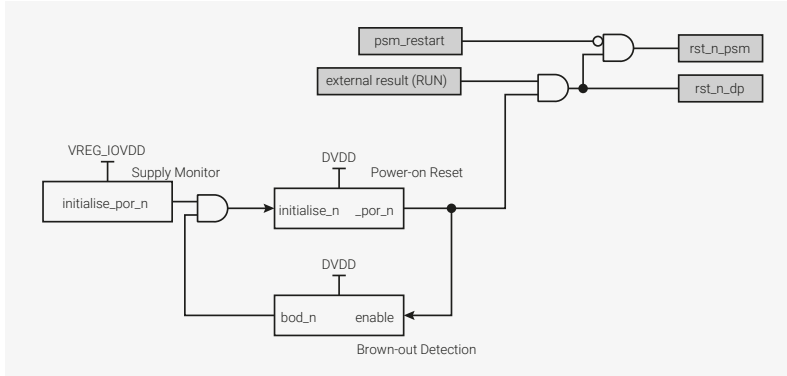 psm_restart
rst_n_psm
external result (RUN)
rst_n_dp
VREG_IOVDD
Supply Monitor
DVDD
Power-on Reset
initialise_por_n
initialise_n
_por_n
DVDD
bod_n
enable
Brown-out Detection